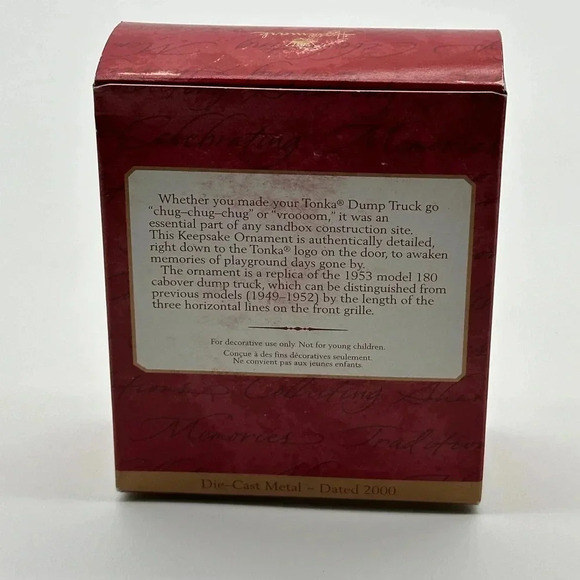 Hallmark
Celebrating
Whether you made your Tonka® Dump Truck go
"chug–chug–chug" or "vroooom," it was an
essential part of any sandbox construction site.
This Keepsake Ornament is authentically detailed,
right down to the Tonka® logo on the door, to awaken
memories of playground days gone by.
The ornament is a replica of the 1953 model 180
cabover dump truck, which can be distinguished from
previous models (1949–1952) by the length of the
three horizontal lines on the front grille.
For decorative use only. Not for young children.
Conçue à des fins décoratives seulement.
Ne convient pas aux jeunes enfants
Collecting
Memories Tradition
Die–Cast Metal – Dated 2000